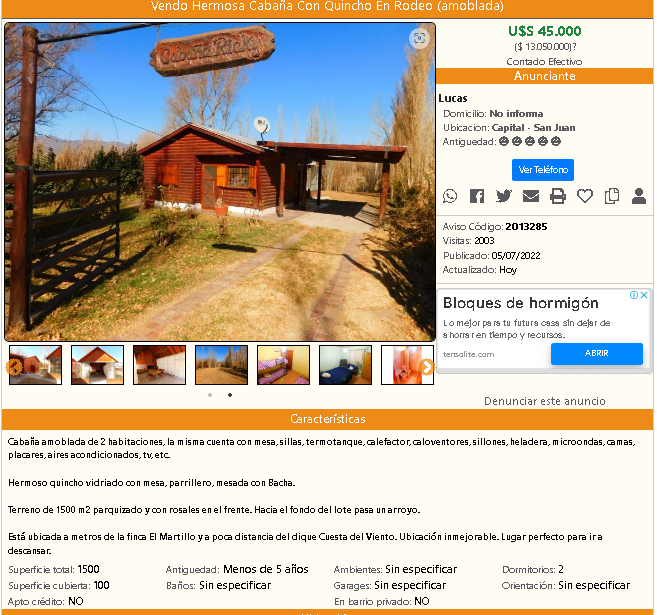 Vendo Hermosa Cabaña Con Quincho En Rodeo (amoblada)
U$S 45.000
($ 13.050.000)?
Contado Efectivo
Anunciante
Lucas
Domicilio: No informa
Ubicacion: Capital - San Juan
Antiguedad:
Ver Teléfono
Aviso Código: 2013285
Visitas: 2003
Publicado: 05/07/2022
Actualizado: Hoy
Bloques de hormigón
Lo mejor para tu futura casa sin dejar de
ahorrar en tiempo y recursos.
tensolite.com
ABRIR
Denunciar este anuncio
Características
Cabaña amoblada de 2 habitaciones, la misma cuenta con mesa, sillas, termotanque, calefactor, caloventores, sillones, heladera, microondas, camas,
placares, aires acondicionados, tv, etc.
Hermoso quincho vidriado con mesa, parrillero, mesada con Bacha.
Terreno de 1500 m2 parquizado y con rosales en el frente. Hacia el fondo del lote pasa un arroyo.
Está ubicada a metros de la finca El Martillo y a poca distancia del dique Cuesta del Viento. Ubicación inmejorable. Lugar perfecto para ir a
descansar.
Superficie total: 1500 Antiguedad: Menos de 5 años Ambientes: Sin especificar Dormitorios: 2
Superficie cubierta: 100 Baños: Sin especificar Garages: Sin especificar Orientación: Sin especificar
Apto crédito: NO En barrio privado: NO